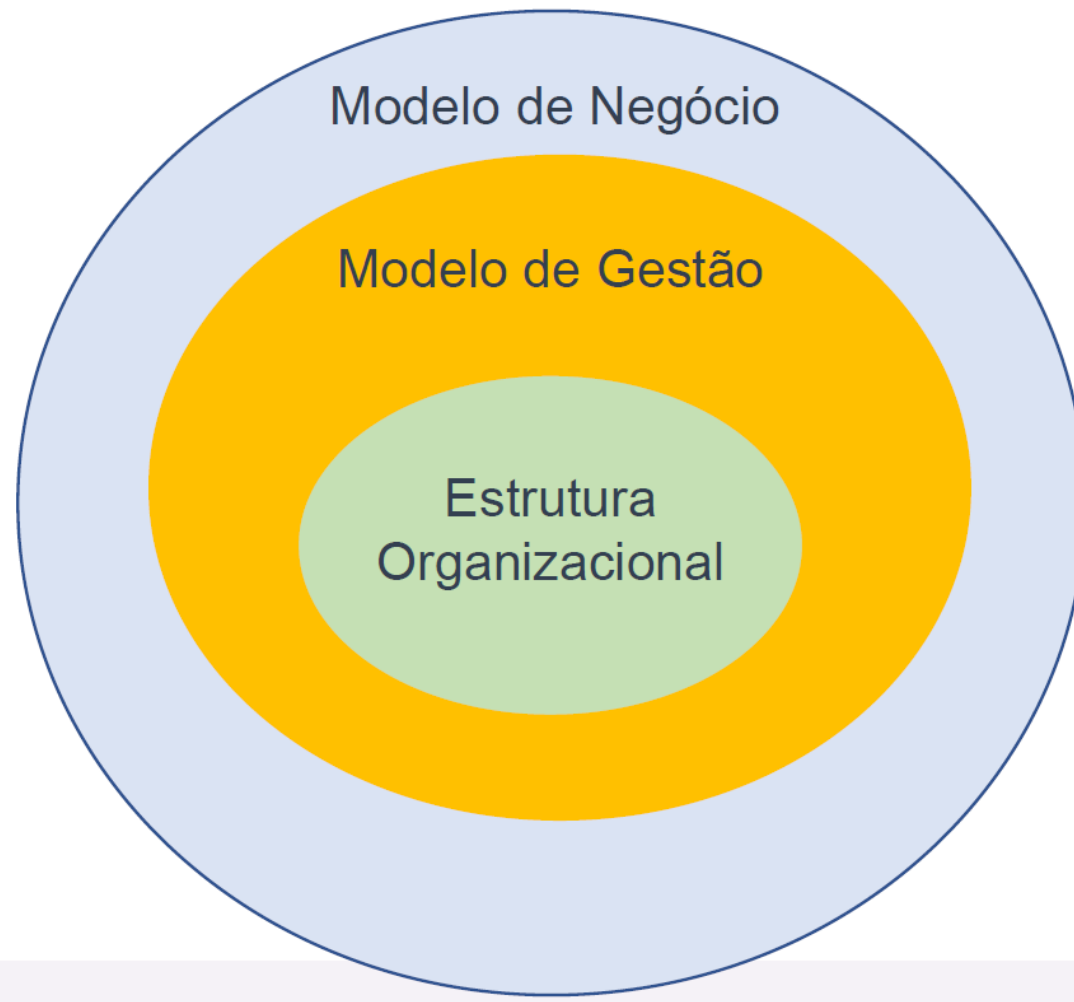 Modelo de Negócio
Modelo de Gestão
Estrutura
Organizacional